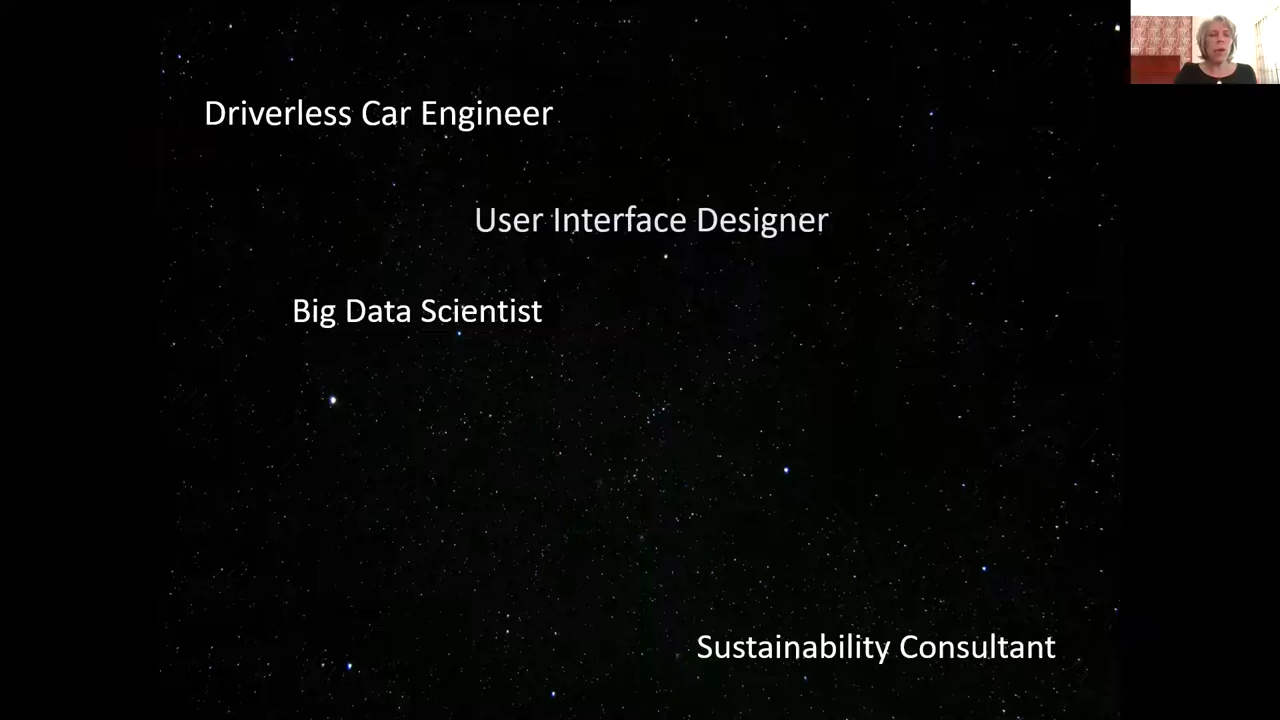 Driverless Car Engineer
User Interface Designer
Big Data Scientist
Sustainability Consultant